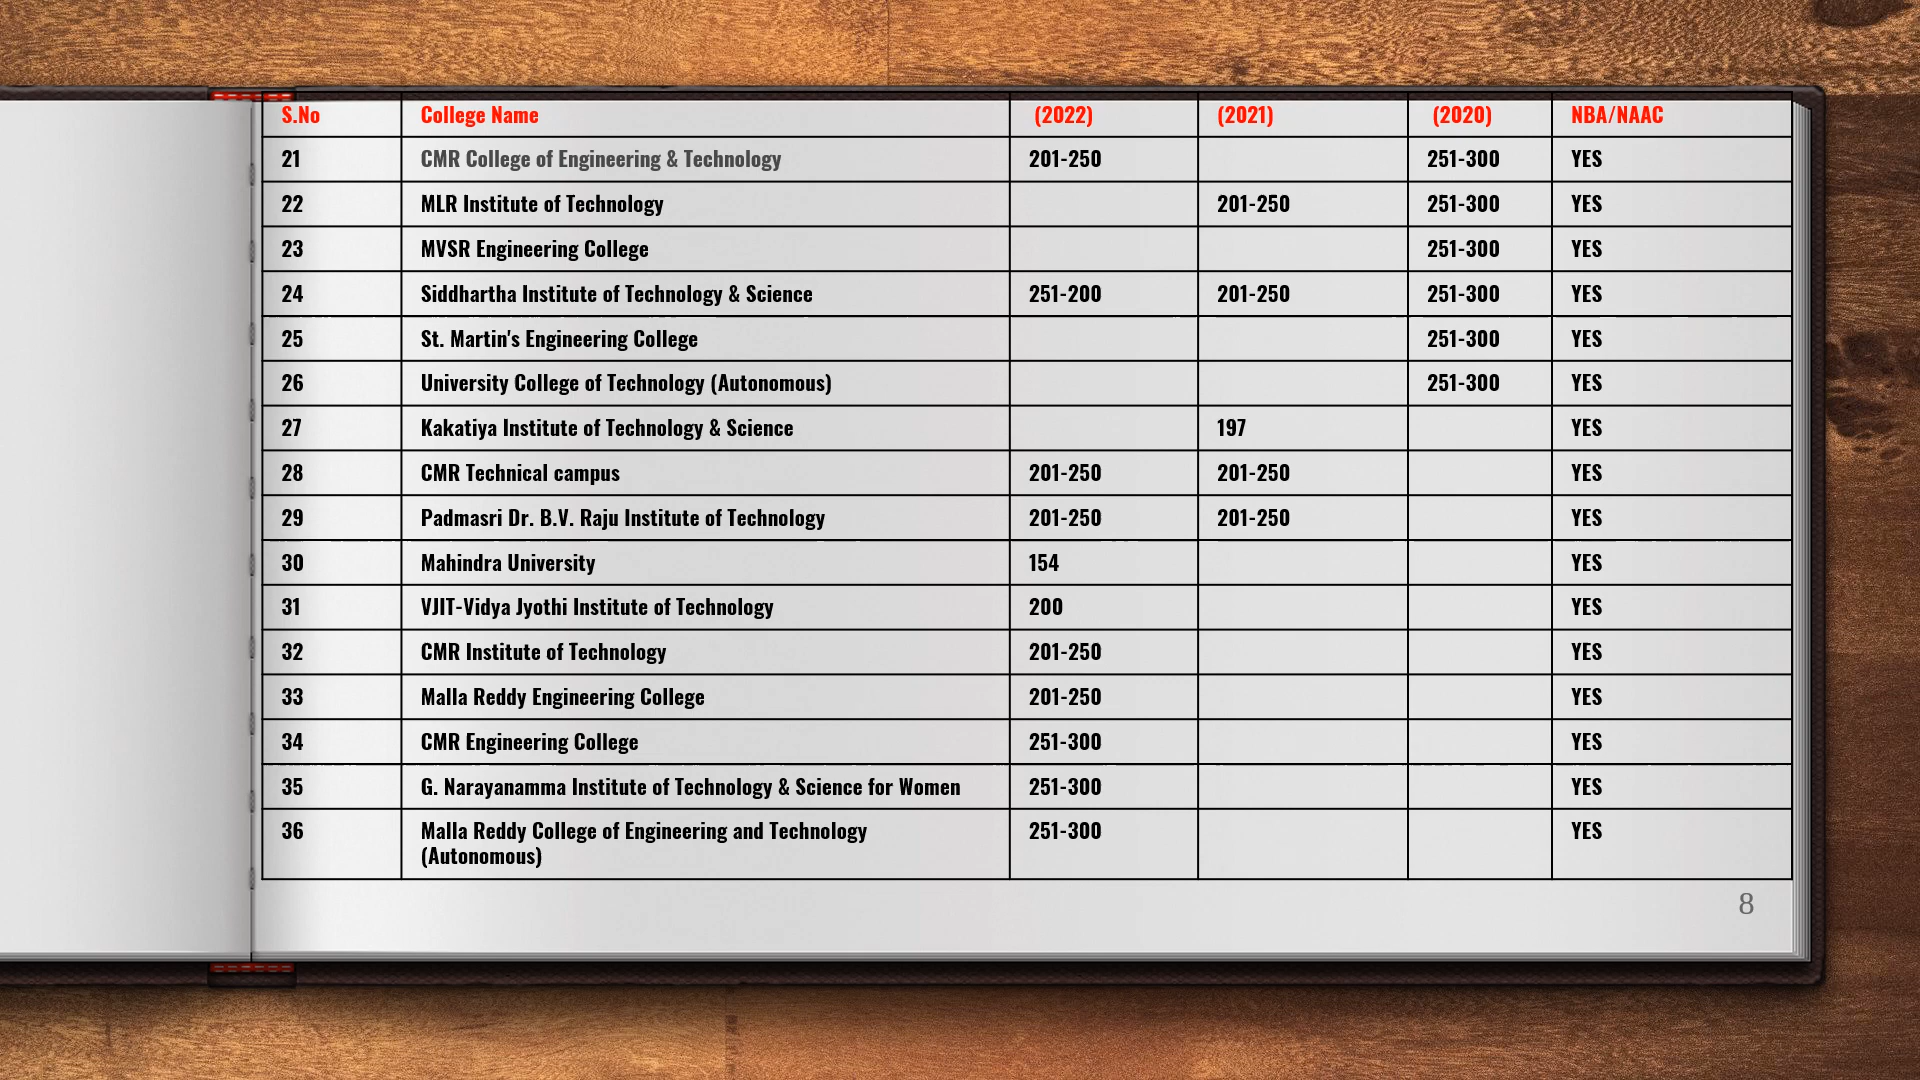 S.No College Name (2022) (2021) (2020) NBA/NAAC
21 CMR College of Engineering & Technology 201-250 251-300 YES
22 MLR Institute of Technology 201-250 251-300 YES
23 MVSR Engineering College 251-300 YES
24 Siddhartha Institute of Technology & Science 251-200 201-250 251-300 YES
25 St. Martin's Engineering College 251-300 YES
26 University College of Technology (Autonomous) 251-300 YES
27 Kakatiya Institute of Technology & Science 197 YES
28 CMR Technical campus 201-250 201-250 YES
29 Padmasri Dr. B.V. Raju Institute of Technology 201-250 201-250 YES
30 Mahindra University 154 YES
31 VJIT-Vidya Jyothi Institute of Technology 200 YES
32 CMR Institute of Technology 201-250 YES
33 Malla Reddy Engineering College 201-250 YES
34 CMR Engineering College 251-300 YES
35 G. Narayanamma Institute of Technology & Science for Women 251-300 YES
36 Malla Reddy College of Engineering and Technology 251-300 YES
(Autonomous)
8